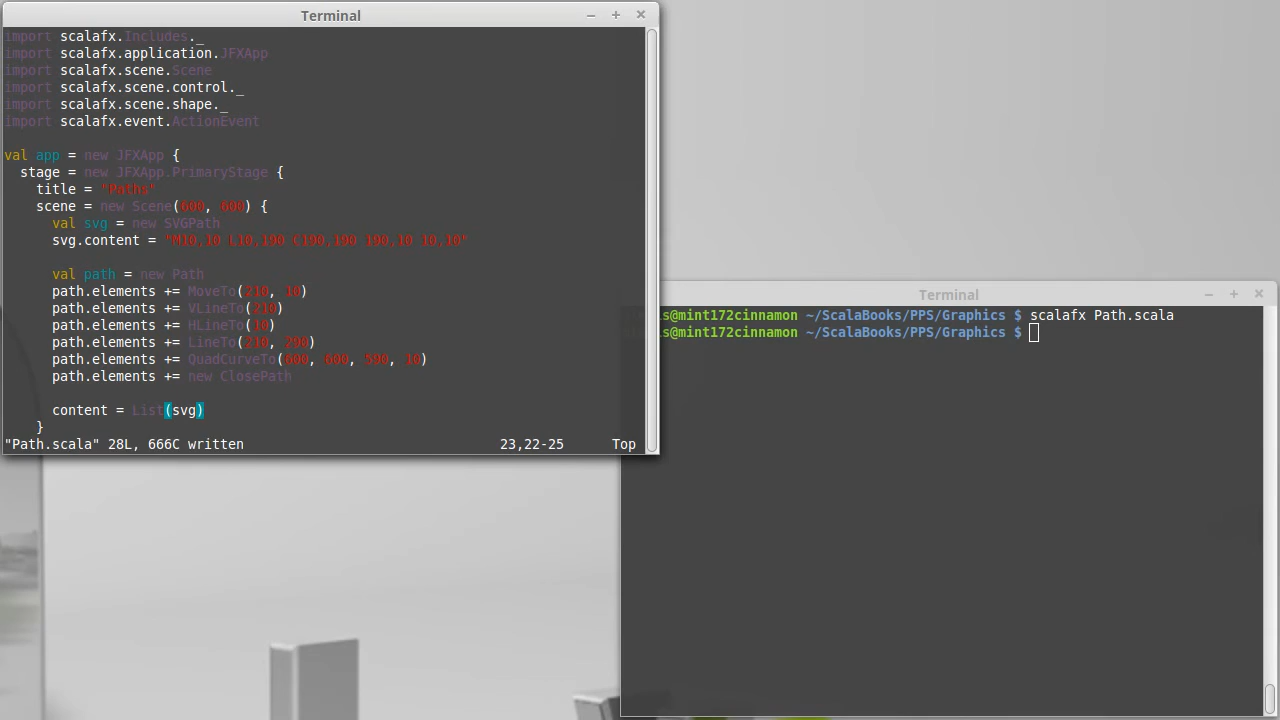 Terminal
import scalafx.Includes._
import scalafx.application.JFXApp
import scalafx.scene.Scene
import scalafx.scene.control._
import scalafx.scene.shape._
import scalafx.event.ActionEvent
val app = new JFXApp {
stage = new JFXApp.PrimaryStage {
title = "Paths"
scene = new Scene(600, 600) {
val svg = new SVGPath
svg.content = "M10,10 L10,190 C190,190 190,10 10,10"
val path = new Path
path.elements += MoveTo(210, 10)
path.elements += VLineTo(210)
path.elements += HLineTo(10)
path.elements += LineTo(210, 290)
path.elements += QuadCurveTo(600, 600, 590, 10)
path.elements += new ClosePath
content = List(svg)
}
"Path.scala" 28L, 666C written 23,22-25 Top
Terminal
s@mint172cinnamon ~/ScalaBooks/PPS/Graphics $ scalafx Path.scala
s@mint172cinnamon ~/ScalaBooks/PPS/Graphics $